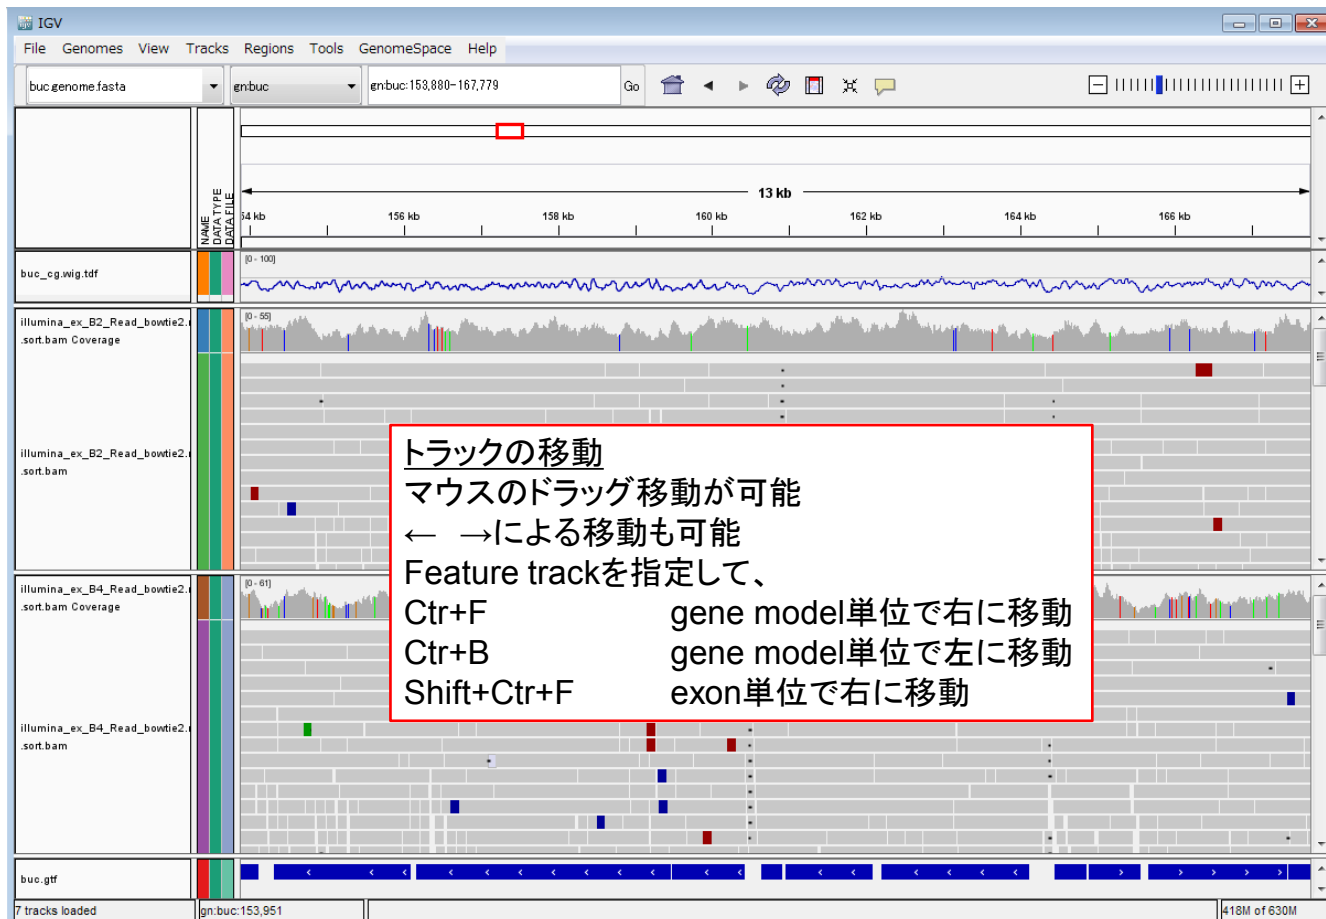 IGV
File Genomes View Tracks Regions Tools GenomeSpace Help
buc.genome.fasta gn:buc gn:buc:153,880-167,779 Go
NAME
DATA TYPE
DATA FILE
13 kb
54 kb 156 kb 158 kb 160 kb 162 kb 164 kb 166 kb
buc_cg.wig.tdf
[0 - 100]
illumina_ex_B2_Read_bowtie2.
.sort.bam Coverage
[0 - 55]
illumina_ex_B2_Read_bowtie2.
.sort.bam
トラックの移動
マウスのドラッグ移動が可能
← →による移動も可能
Feature trackを指定して、
Ctr+F gene model単位で右に移動
Ctr+B gene model単位で左に移動
Shift+Ctr+F exon単位で右に移動
illumina_ex_B4_Read_bowtie2.
.sort.bam Coverage
[0 - 61]
illumina_ex_B4_Read_bowtie2.
.sort.bam
buc.gtf
7 tracks loaded gn:buc:153,951 418M of 630M